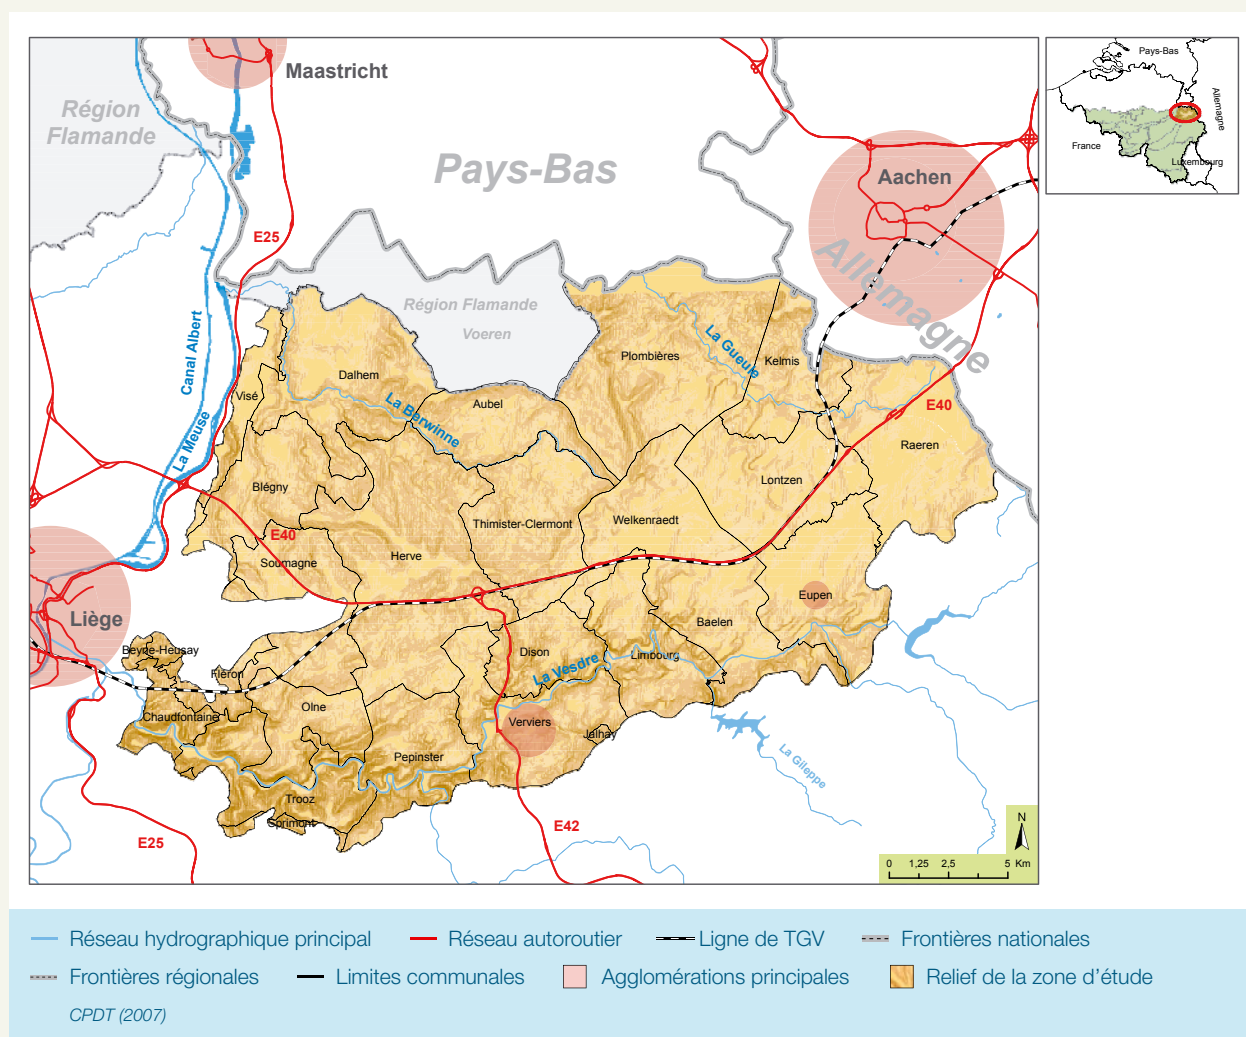 Maastricht
Région
Flamande
Pays-Bas
Aachen
Allemagne
E25
Région Flamande
Voeren
Canal Albert
La Meuse
Plombières
La Gueule
Kelmis
Dalhem
Visé
Aubel
La Berwinne
E40
Raeren
Blégny
Lontzen
Thimister-Clermont
Welkenraedt
E40
Herve
Soumagne
Eupen
Liège
Baelen
Beyne-Heusay
Fléron
Dison
La Vesdre
Limbourg
Olne
Chaudfontaine
Verviers
Jalhay
Pepinster
La Gileppe
Trooz
Sprimont
E25
E42
Pays-Bas
Allemagne
France
Luxembourg
N
0 1,25 2,5 5 Km
Réseau hydrographique principal
Réseau autoroutier
Ligne de TGV
Frontières nationales
Frontières régionales
Limites communales
Agglomérations principales
Relief de la zone d'étude
CPDT (2007)